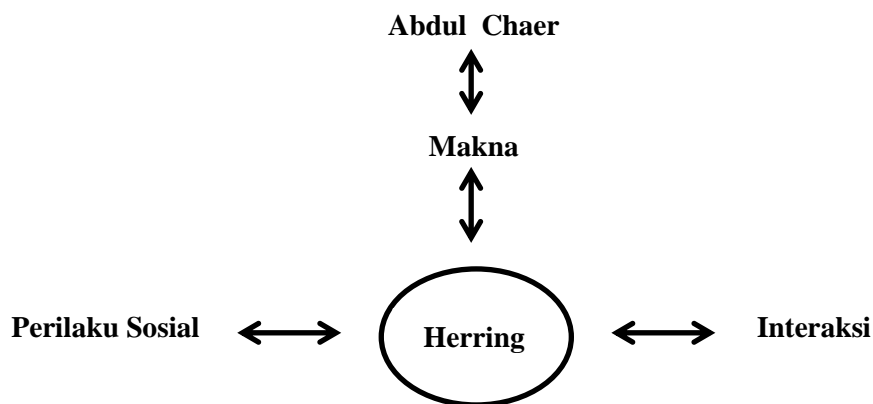 Abdul Chaer
Makna
Perilaku Sosial
Herring
Interaksi